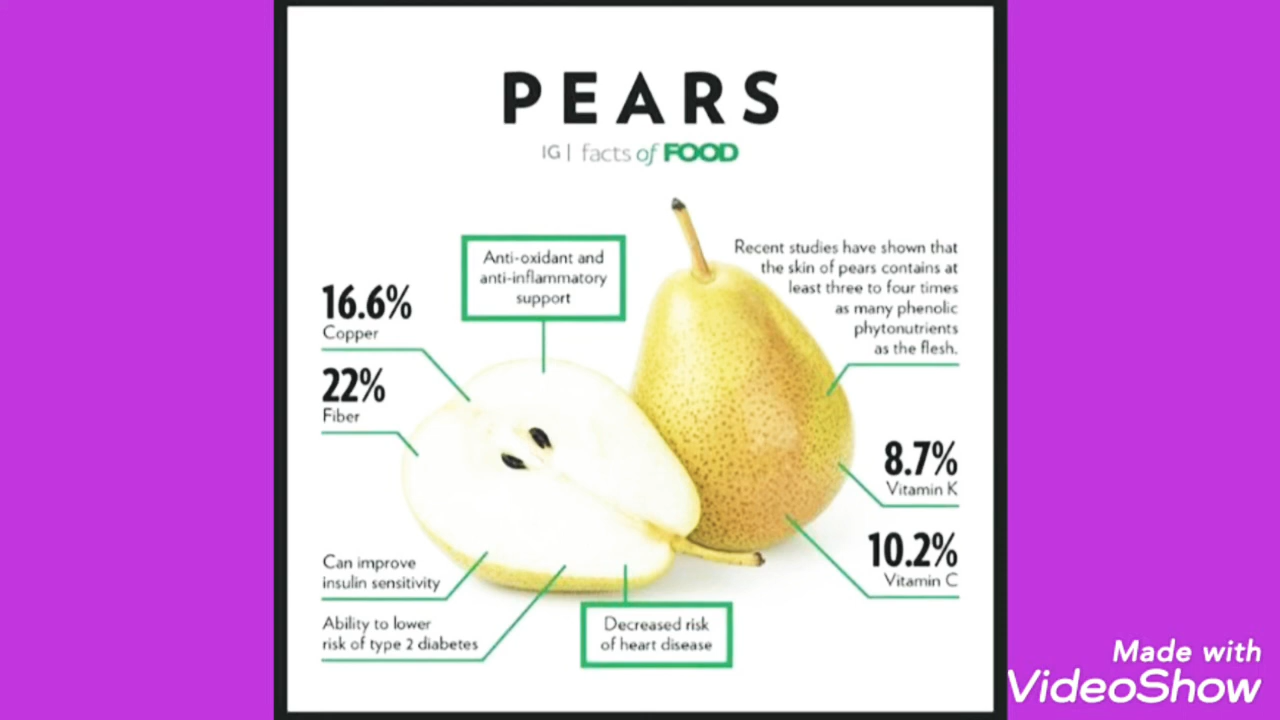 PEARS
IG | facts of FOOD
Anti-oxidant and
anti-inflammatory
support
Recent studies have shown that
the skin of pears contains at
least three to four times
as many phenolic
phytonutrients
as the flesh.
16.6%
Copper
22%
Fiber
8.7%
Vitamin K
10.2%
Vitamin C
Can improve
insulin sensitivity
Ability to lower
risk of type 2 diabetes
Decreased risk
of heart disease
Made with
VideoShow